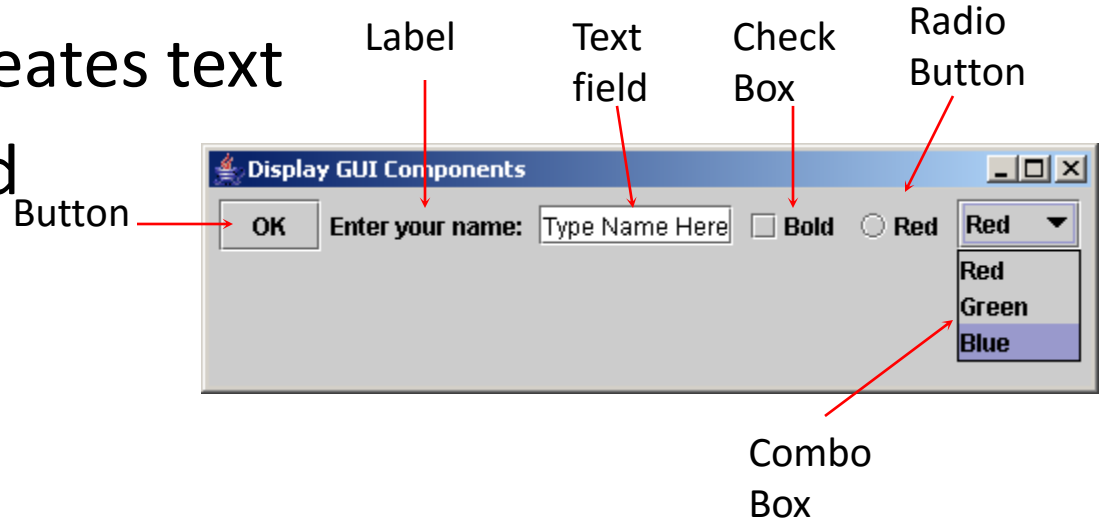 eates text
d
Label
Text
field
Check
Box
Radio
Button
Button
Display GUI Components
OK Enter your name: Type Name Here Bold Red Red
Red
Green
Blue
Combo
Box